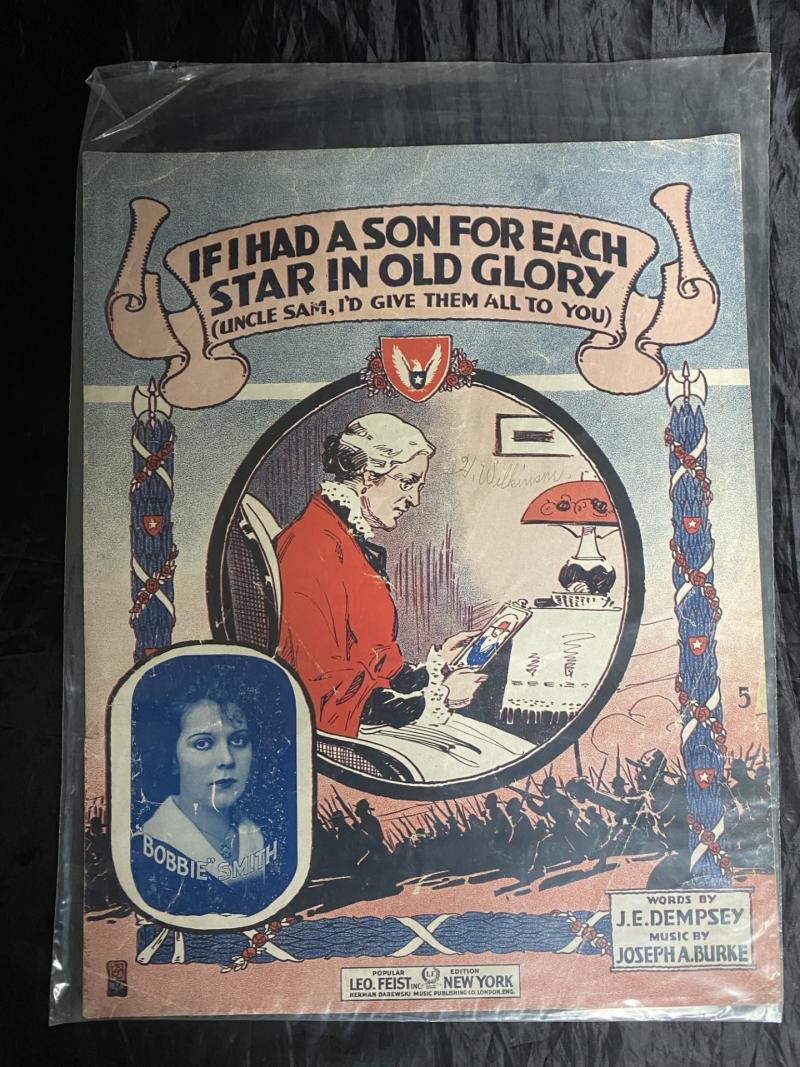 IF I HAD A SON FOR EACH
STAR IN OLD GLORY
(UNCLE SAM, I'D GIVE THEM ALL TO YOU)
H. Wilkinson
5
"BOBBIE" SMITH
WORDS BY
J.E. DEMPSEY
MUSIC BY
JOSEPH A. BURKE
POPULAR LF EDITION
LEO. FEIST INC. NEW YORK
HERMAN DAREWSKI MUSIC PUBLISHING CO. LONDON, ENG.